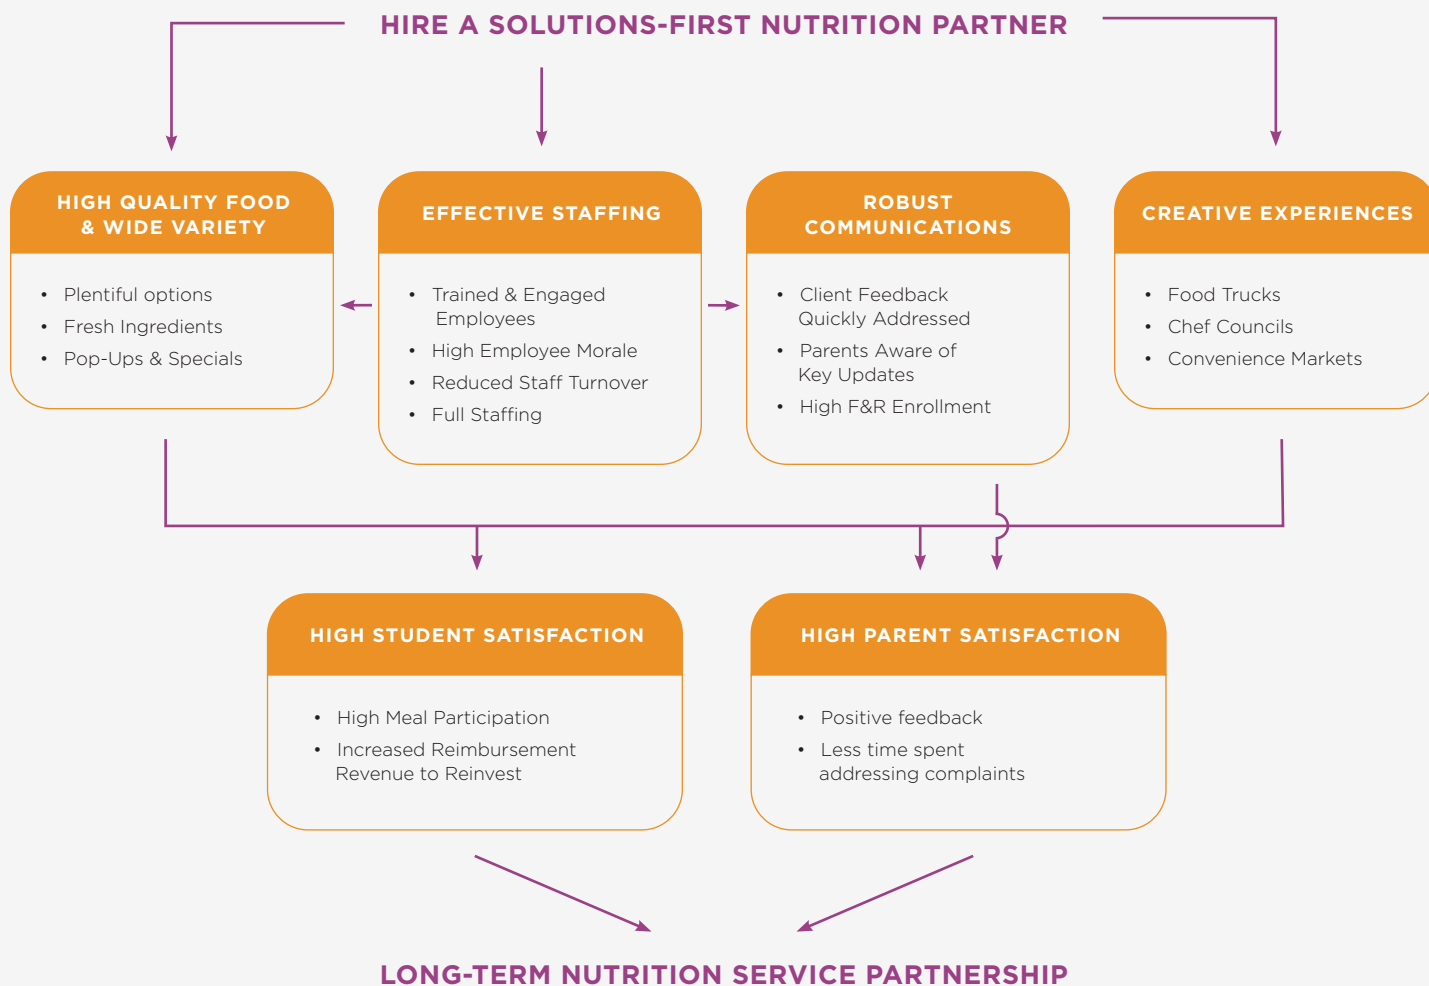 HIRE A SOLUTIONS-FIRST NUTRITION PARTNER
HIGH QUALITY FOOD
& WIDE VARIETY
• Plentiful options
• Fresh Ingredients
• Pop-Ups & Specials
EFFECTIVE STAFFING
• Trained & Engaged
Employees
• High Employee Morale
• Reduced Staff Turnover
• Full Staffing
ROBUST
COMMUNICATIONS
• Client Feedback
Quickly Addressed
• Parents Aware of
Key Updates
• High F&R Enrollment
CREATIVE EXPERIENCES
• Food Trucks
• Chef Councils
• Convenience Markets
HIGH STUDENT SATISFACTION
• High Meal Participation
• Increased Reimbursement
Revenue to Reinvest
HIGH PARENT SATISFACTION
• Positive feedback
• Less time spent
addressing complaints
LONG-TERM NUTRITION SERVICE PARTNERSHIP